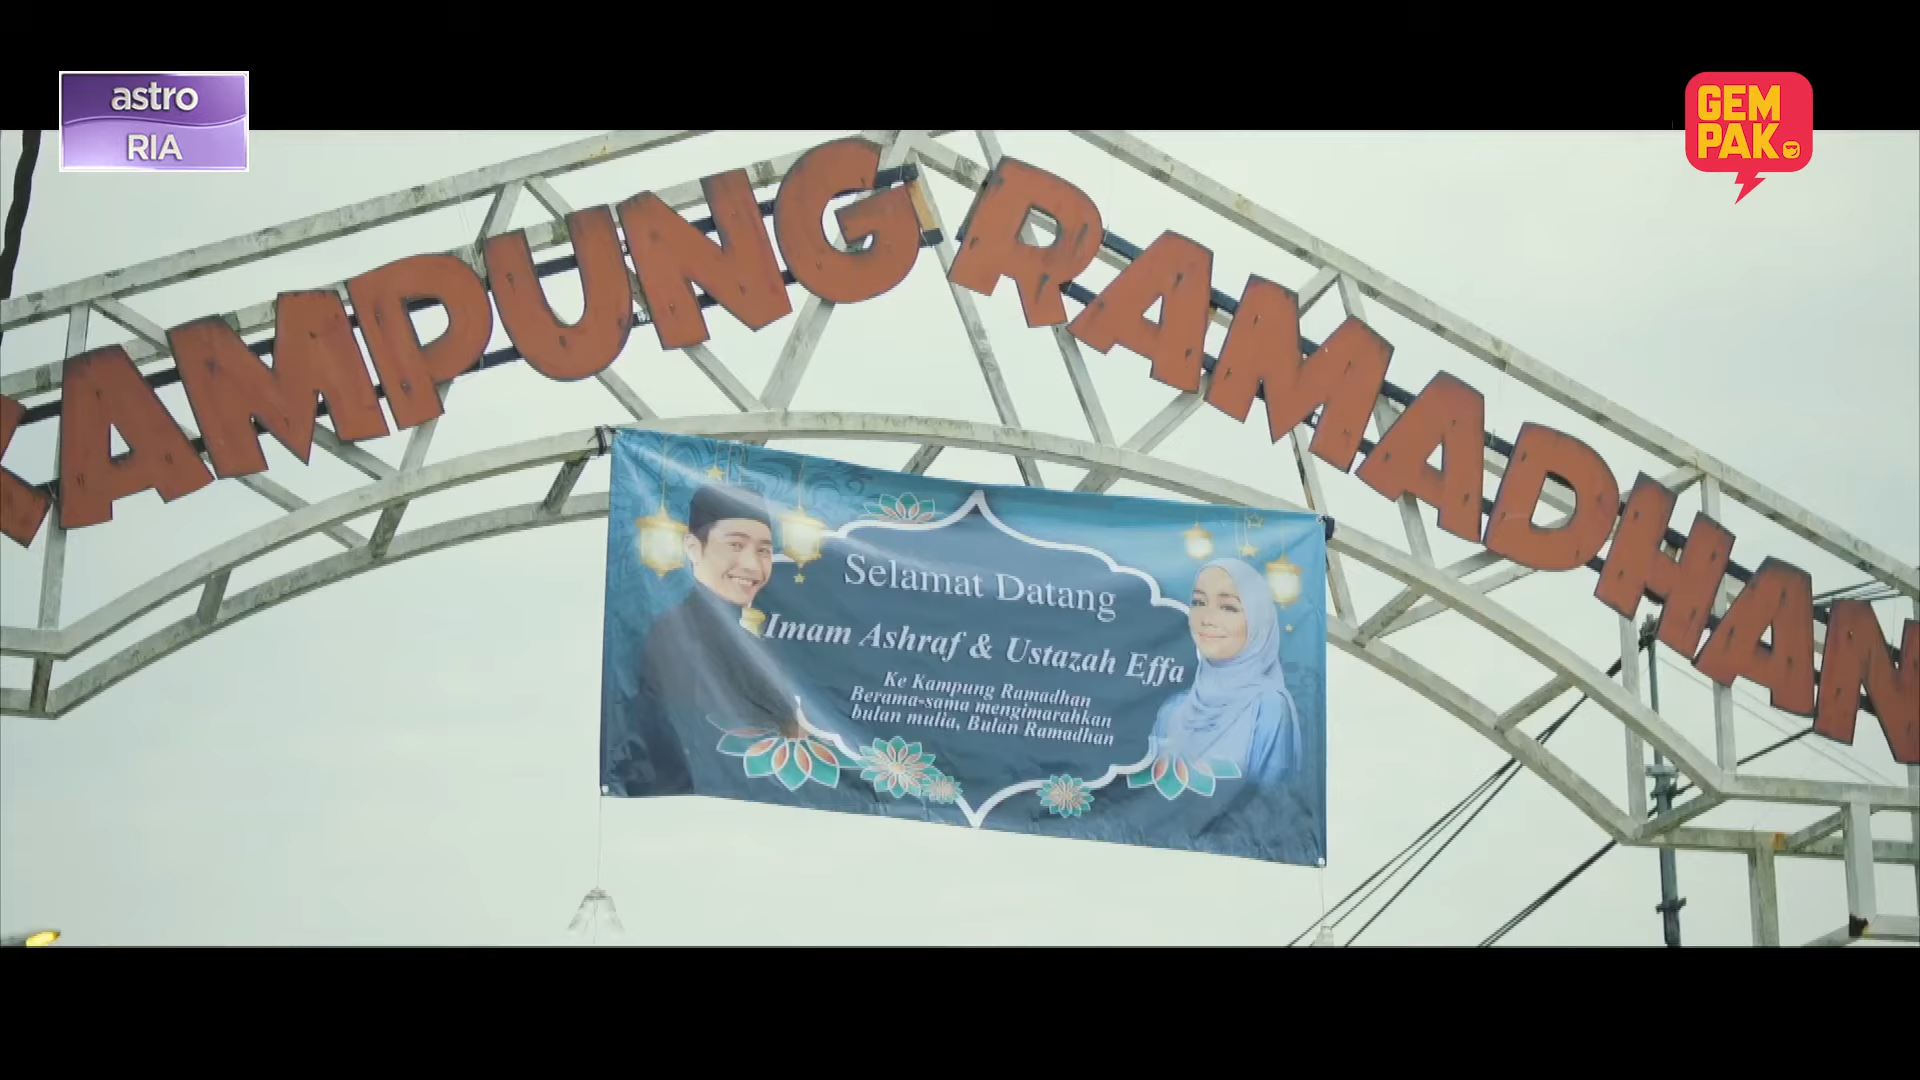 astro
RIA
GEM
PAK
KAMPUNG RAMADHAN
Selamat Datang
Imam Ashraf & Ustazah Effa
Ke Kampung Ramadhan
Berama-sama mengimarahkan
bulan mulia, Bulan Ramadhan